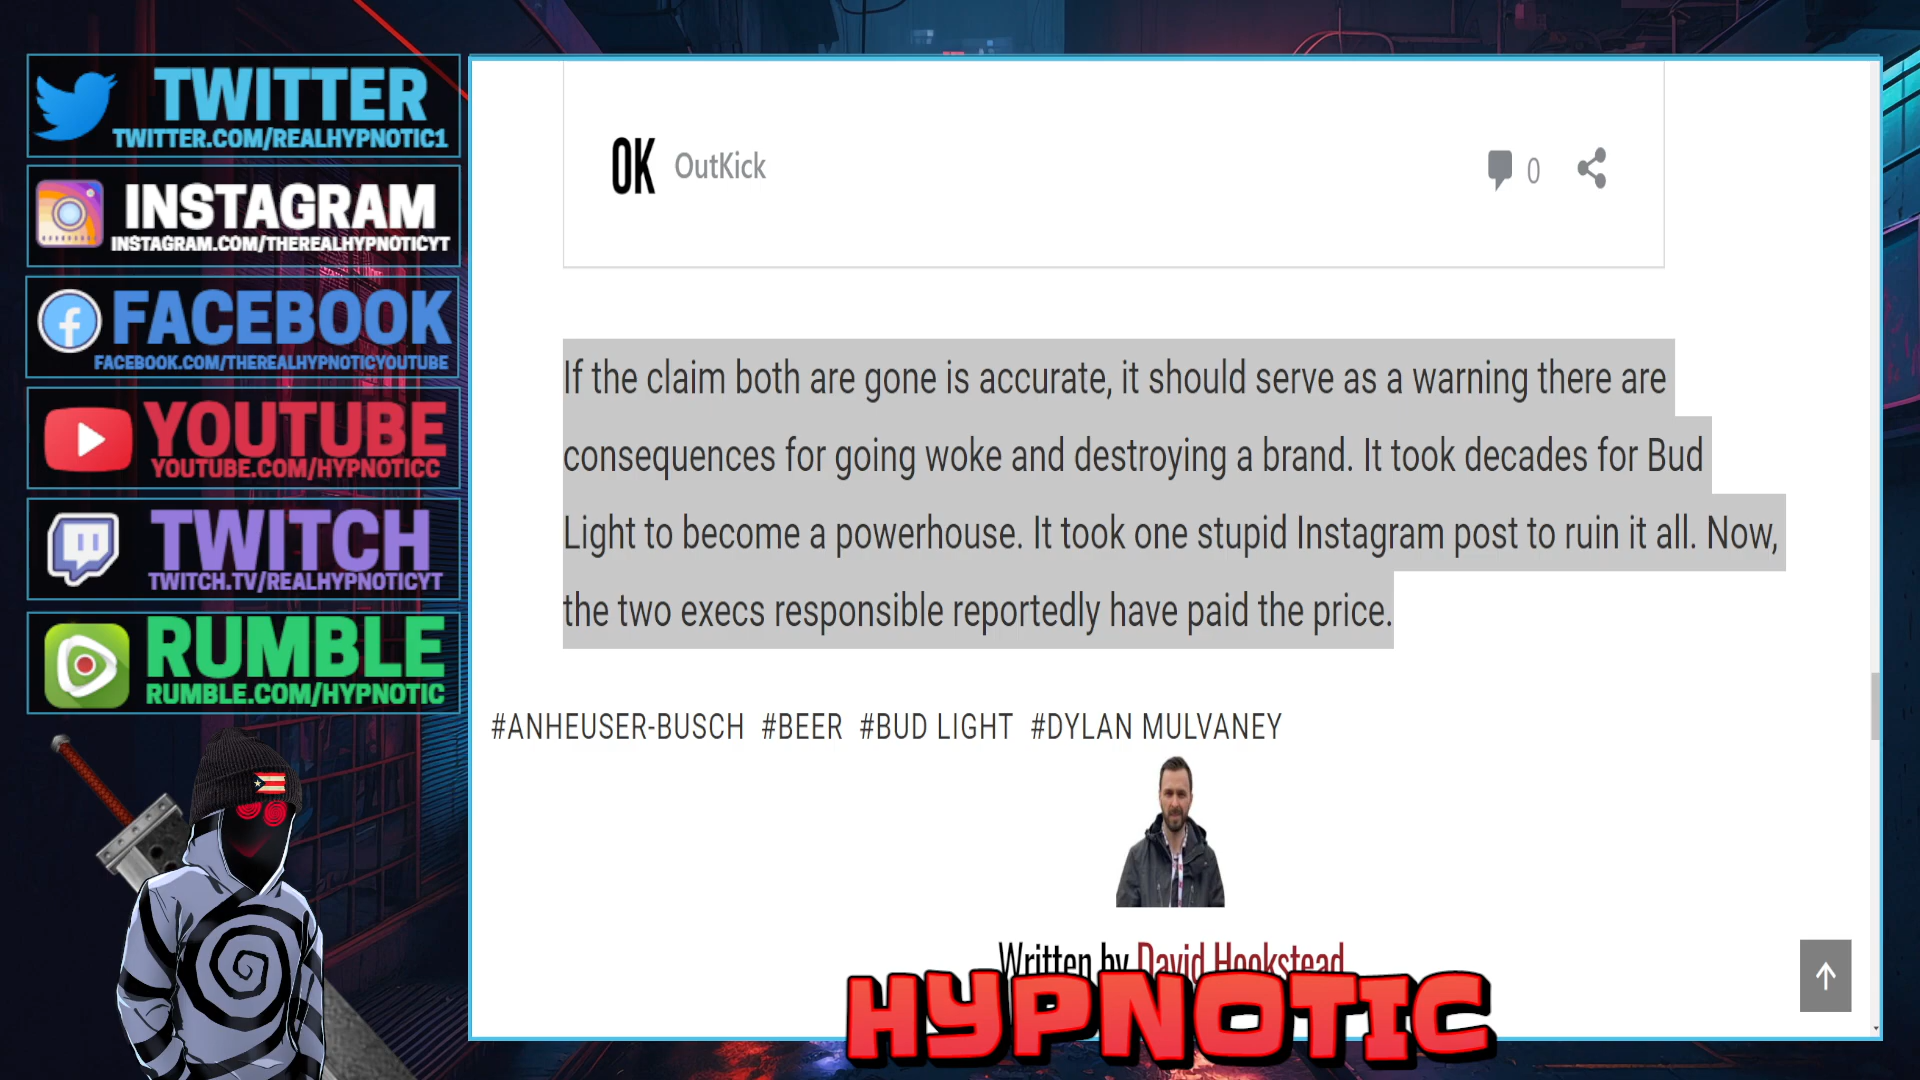 TWITTER
TWITTER.COM/REALHYPNOTIC1
INSTAGRAM
INSTAGRAM.COM/THEREALHYPNOTICYT
FACEBOOK
FACEBOOK.COM/THEREALHYPNOTICYOUTUBE
YOUTUBE
YOUTUBE.COM/HYPNOTICC
TWITCH
TWITCH.TV/REALHYPNOTICYT
RUMBLE
RUMBLE.COM/HYPNOTIC
OK OutKick 0
If the claim both are gone is accurate, it should serve as a warning there are
consequences for going woke and destroying a brand. It took decades for Bud
Light to become a powerhouse. It took one stupid Instagram post to ruin it all. Now,
the two execs responsible reportedly have paid the price.
#ANHEUSER-BUSCH #BEER #BUD LIGHT #DYLAN MULVANEY
Written by David Hookstead
HYPNOTIC